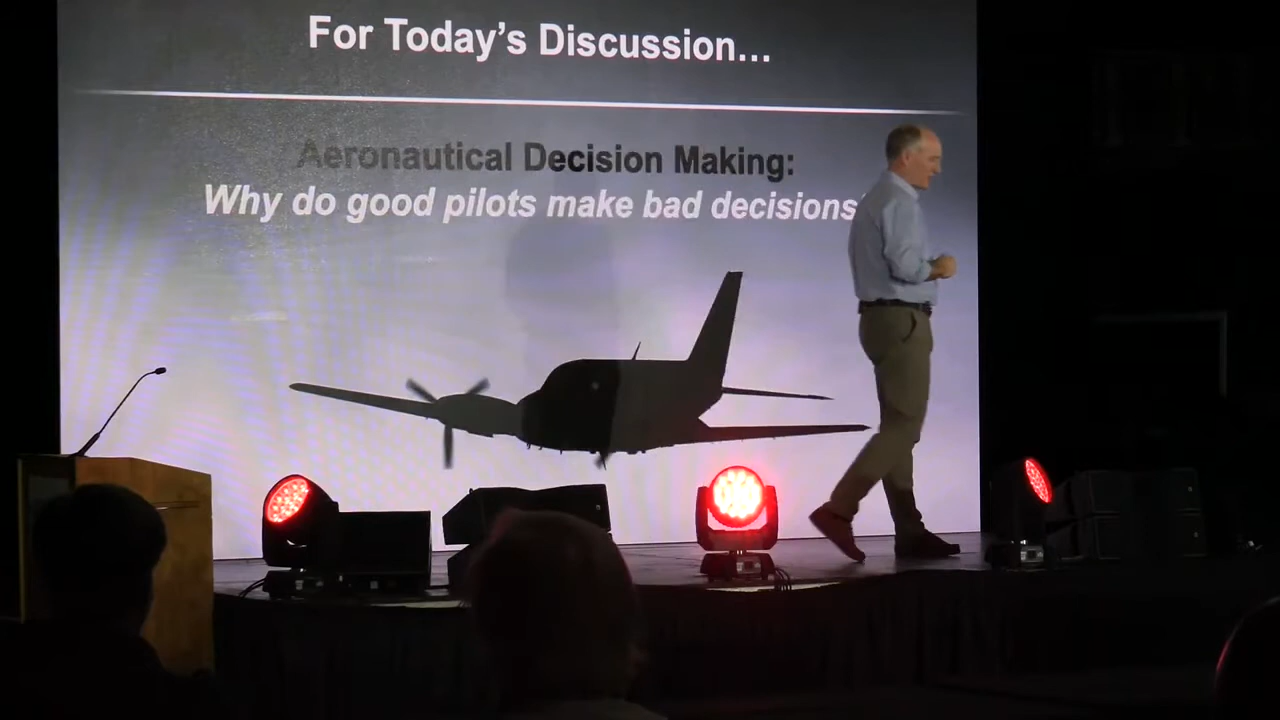 For Today's Discussion...
Aeronautical Decision Making:
Why do good pilots make bad decisions